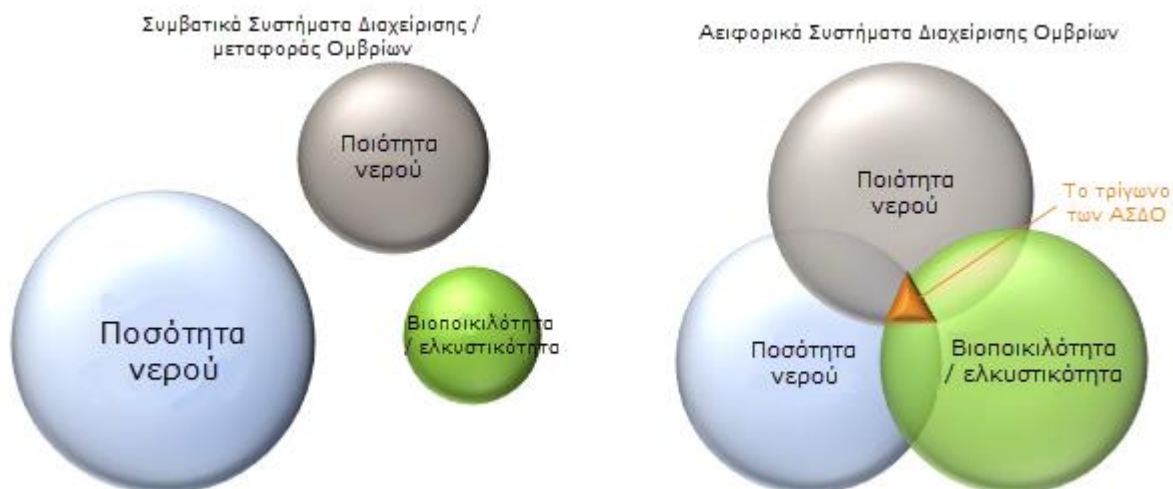 Συμβατικά Συστήματα Διαχείρισης /
μεταφοράς Ομβρίων
Ποιότητα
νερού
Ποσότητα
νερού
Βιοποικιλότητα
/ ελκυστικότητα
Αειφορικά Συστήματα Διαχείρισης Ομβρίων
Ποιότητα
νερού
Το τρίγωνο
των ΑΣΔΟ
Ποσότητα
νερού
Βιοποικιλότητα
/ ελκυστικότητα